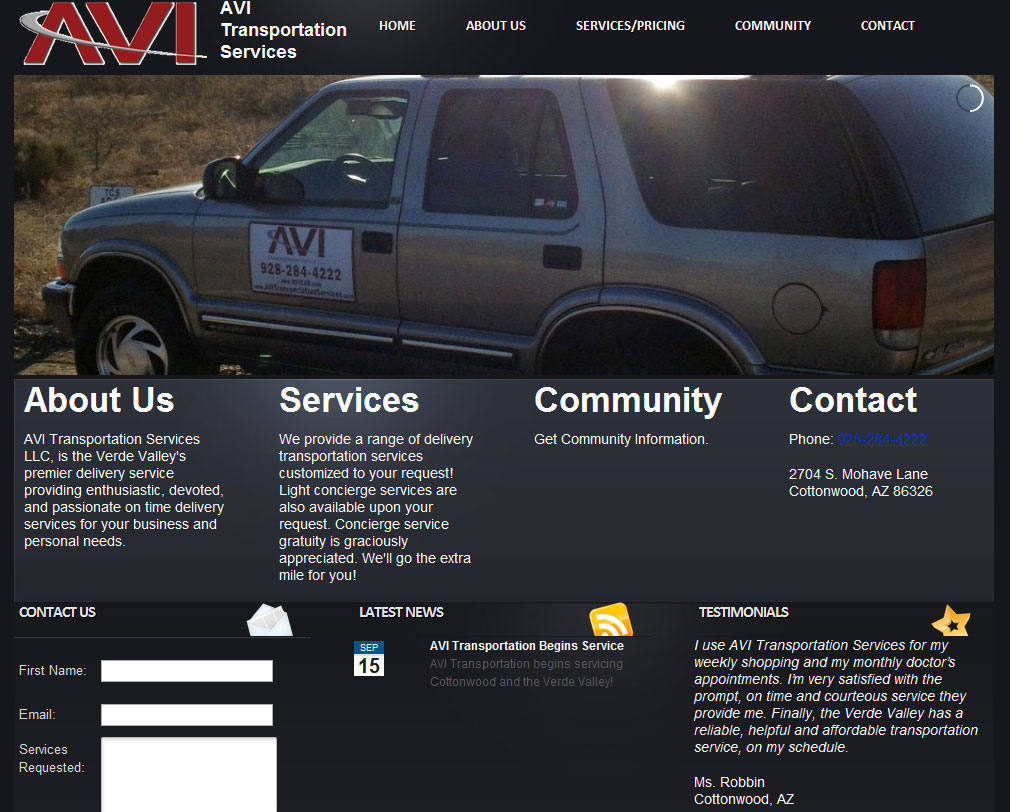 AVI
AVI
Transportation
Services
HOME
ABOUT US
SERVICES/PRICING
COMMUNITY
CONTACT
TCS
AVI
928-284-4222
About Us
AVI Transportation Services
LLC, is the Verde Valley's
premier delivery service
providing enthusiastic, devoted,
and passionate on time delivery
services for your business and
personal needs.
Services
We provide a range of delivery
transportation services
customized to your request!
Light concierge services are
also available upon your
request. Concierge service
gratuity is graciously
appreciated. We'll go the extra
mile for you!
Community
Get Community Information.
Contact
Phone: 928-284-4222
2704 S. Mohave Lane
Cottonwood, AZ 86326
CONTACT US
First Name:
Email:
Services
Requested:
LATEST NEWS
SEP
15
AVI Transportation Begins Service
AVI Transportation begins servicing
Cottonwood and the Verde Valley!
TESTIMONIALS
I use AVI Transportation Services for my
weekly shopping and my monthly doctor's
appointments. I'm very satisfied with the
prompt, on time and courteous service they
provide me. Finally, the Verde Valley has a
reliable, helpful and affordable transportation
service, on my schedule.
Ms. Robbin
Cottonwood, AZ